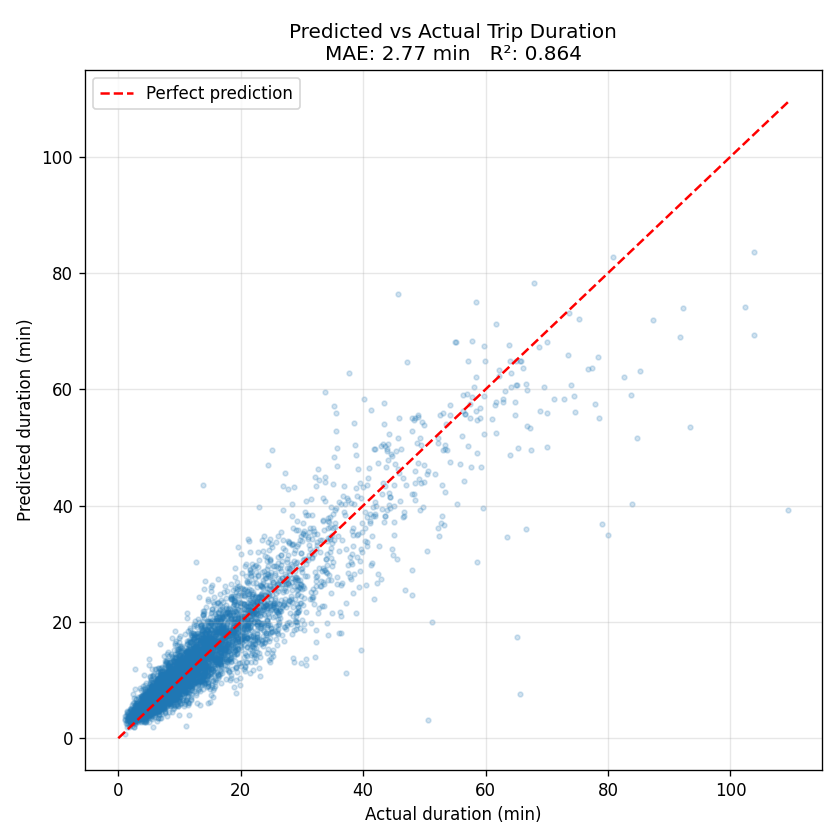 Predicted vs Actual Trip Duration
MAE: 2.77 min   R²: 0.864
Perfect prediction
100
80
60
40
20
0
Predicted duration (min)
0 20 40 60 80 100
Actual duration (min)